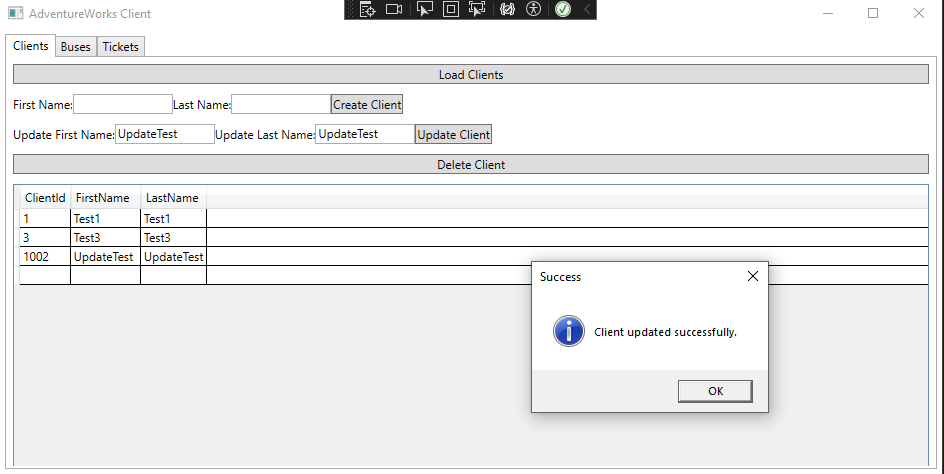 AdventureWorks Client
Clients Buses Tickets
Load Clients
First Name: Last Name: Create Client
Update First Name: UpdateTest Update Last Name: UpdateTest Update Client
Delete Client
ClientId FirstName LastName
1 Test1 Test1
3 Test3 Test3
1002 UpdateTest UpdateTest
Success
Client updated successfully.
OK